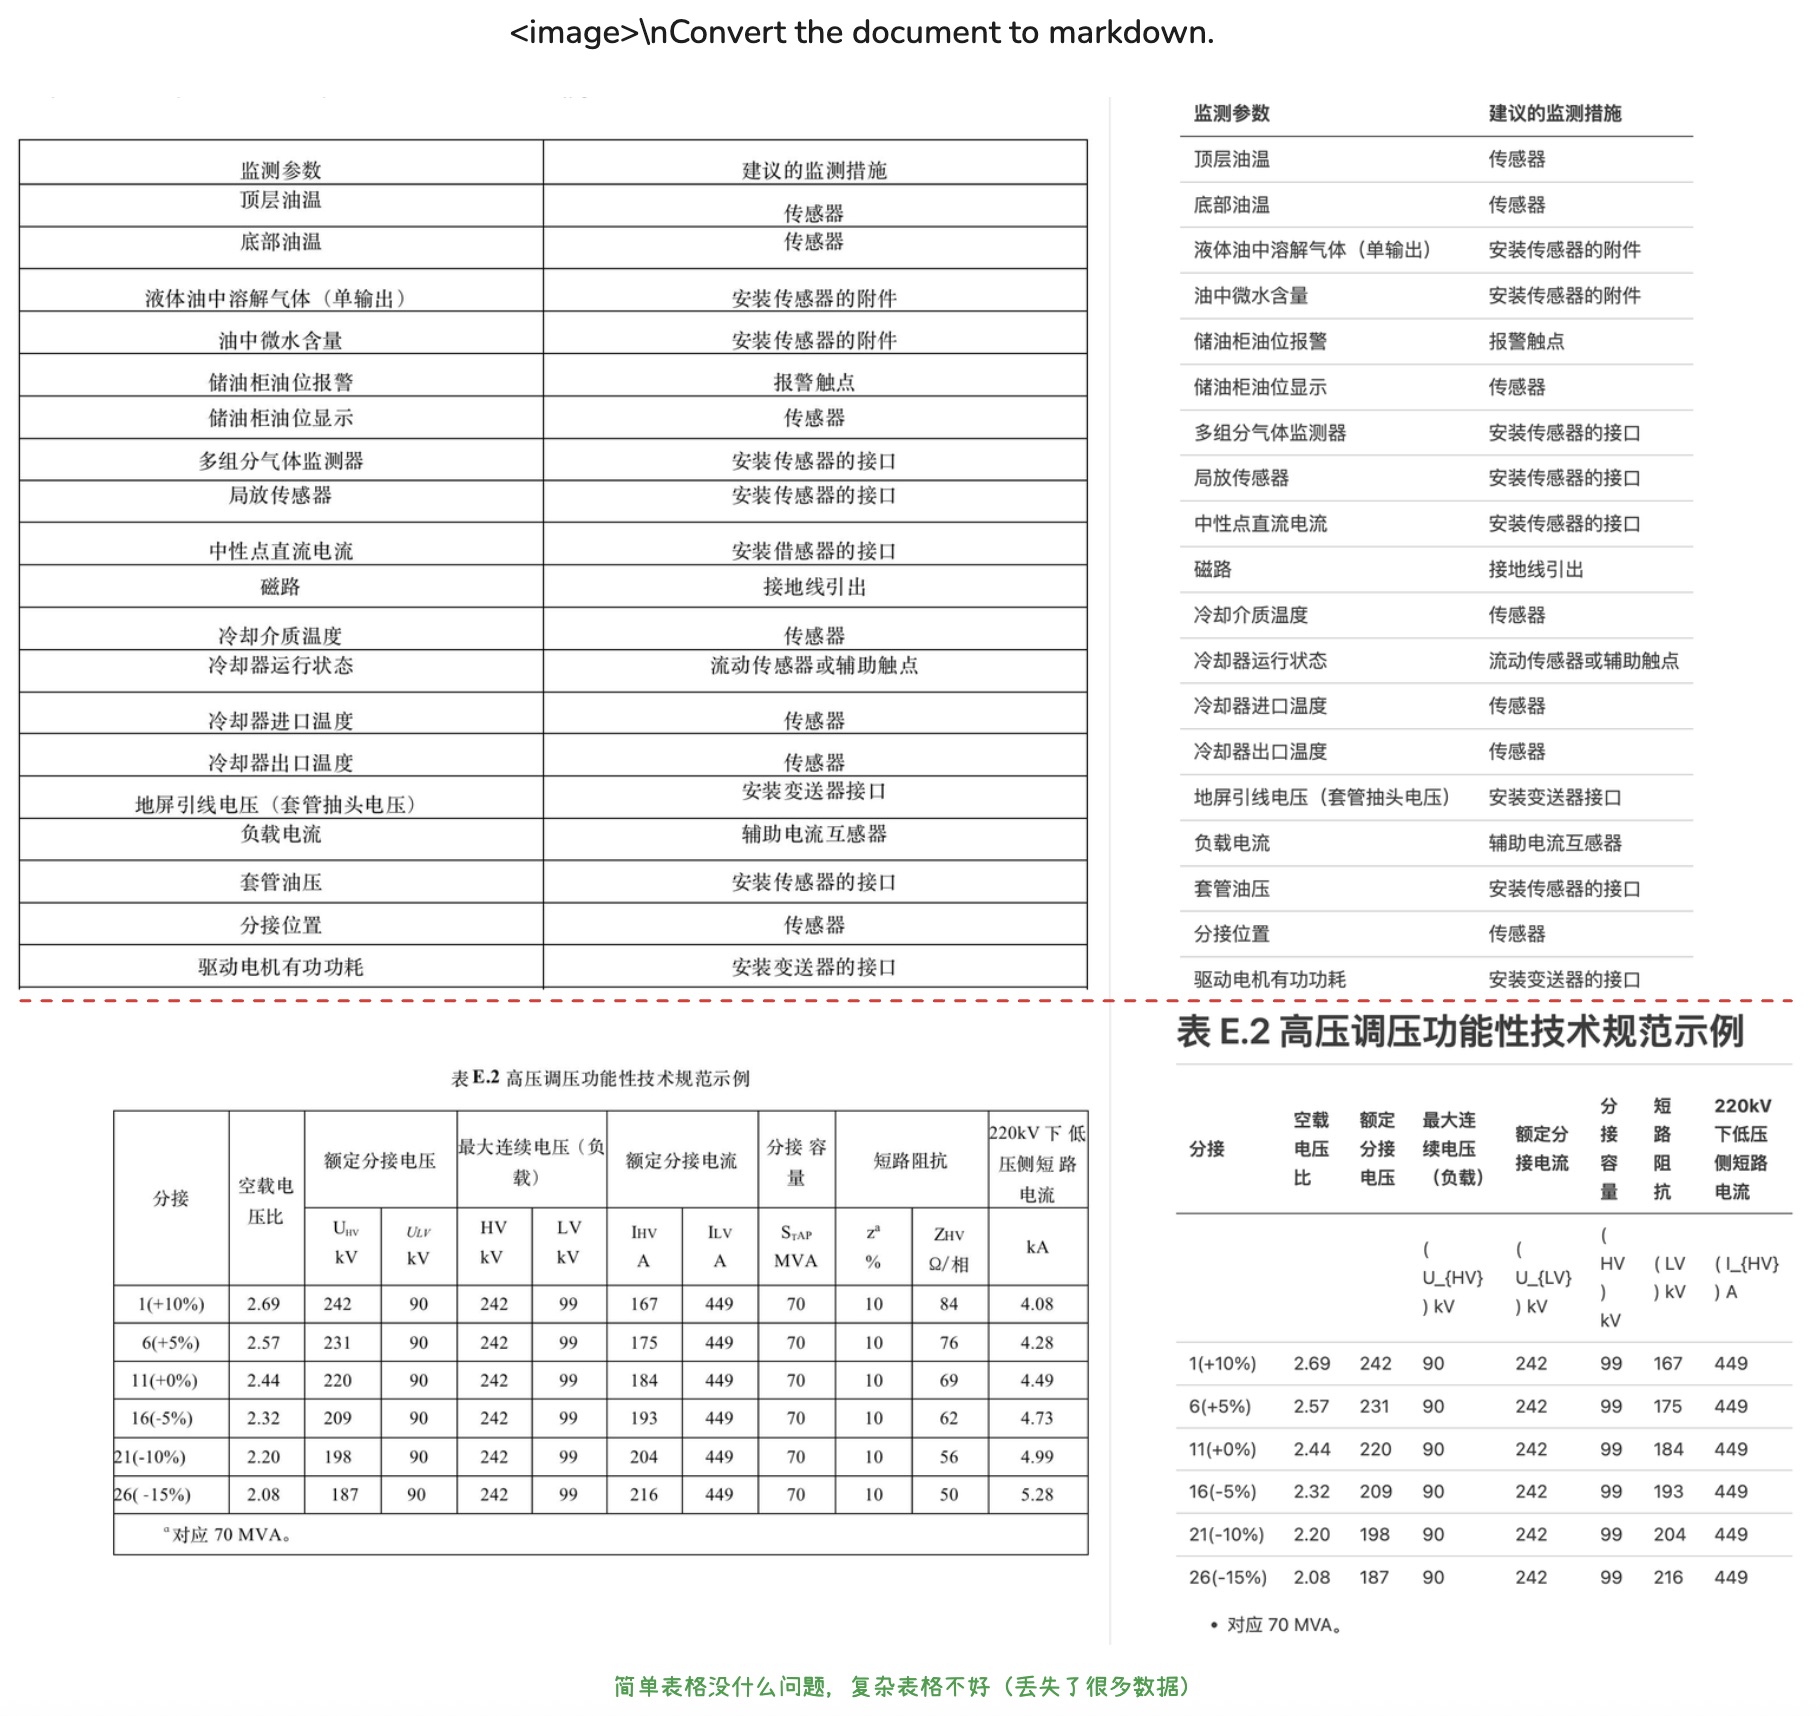 <image>\nConvert the document to markdown.
监测参数 建议的监测措施
顶层油温 传感器
底部油温 传感器
液体油中溶解气体（单输出） 安装传感器的附件
油中微水含量 安装传感器的附件
储油柜油位报警 报警触点
储油柜油位显示 传感器
多组分气体监测器 安装传感器的接口
局放传感器 安装传感器的接口
中性点直流电流 安装借感器的接口
磁路 接地线引出
冷却介质温度 传感器
冷却器运行状态 流动传感器或辅助触点
冷却器进口温度 传感器
冷却器出口温度 传感器
地屏引线电压（套管抽头电压） 安装变送器接口
负载电流 辅助电流互感器
套管油压 安装传感器的接口
分接位置 传感器
驱动电机有功功耗 安装变送器的接口
监测参数 建议的监测措施
顶层油温 传感器
底部油温 传感器
液体油中溶解气体（单输出） 安装传感器的附件
油中微水含量 安装传感器的附件
储油柜油位报警 报警触点
储油柜油位显示 传感器
多组分气体监测器 安装传感器的接口
局放传感器 安装传感器的接口
中性点直流电流 安装传感器的接口
磁路 接地线引出
冷却介质温度 传感器
冷却器运行状态 流动传感器或辅助触点
冷却器进口温度 传感器
冷却器出口温度 传感器
地屏引线电压（套管抽头电压） 安装变送器接口
负载电流 辅助电流互感器
套管油压 安装传感器的接口
分接位置 传感器
驱动电机有功功耗 安装变送器的接口
表 E.2 高压调压功能性技术规范示例
分接
空载电
压比
额定分接电压
最大连续电压（负
载）
额定分接电流
分接 容
量
短路阻抗
220kV 下 低
压侧短 路
电流
UHV ULV HV LV IHV ILV STAP zª ZHV
kV kV kV kV A A MVA % Ω/相 kA
1(+10%) 2.69 242 90 242 99 167 449 70 10 84 4.08
6(+5%) 2.57 231 90 242 99 175 449 70 10 76 4.28
11(+0%) 2.44 220 90 242 99 184 449 70 10 69 4.49
16(-5%) 2.32 209 90 242 99 193 449 70 10 62 4.73
21(-10%) 2.20 198 90 242 99 204 449 70 10 56 4.99
26( -15%) 2.08 187 90 242 99 216 449 70 10 50 5.28
ª对应 70 MVA。
表 E.2 高压调压功能性技术规范示例
分接
空载
电压
比
额定
分接
电压
最大连
续电压
（负载）
额定分
接电流
分
接
容
量
短
路
阻
抗
220kV
下低压
侧短路
电流
(
U_{HV}
) kV
(
U_{LV}
) kV
(
HV
)
kV
( LV
) kV
( I_{HV}
) A
1(+10%) 2.69 242 90 242 99 167 449
6(+5%) 2.57 231 90 242 99 175 449
11(+0%) 2.44 220 90 242 99 184 449
16(-5%) 2.32 209 90 242 99 193 449
21(-10%) 2.20 198 90 242 99 204 449
26(-15%) 2.08 187 90 242 99 216 449
• 对应 70 MVA。
简单表格没什么问题，复杂表格不好（丢失了很多数据）